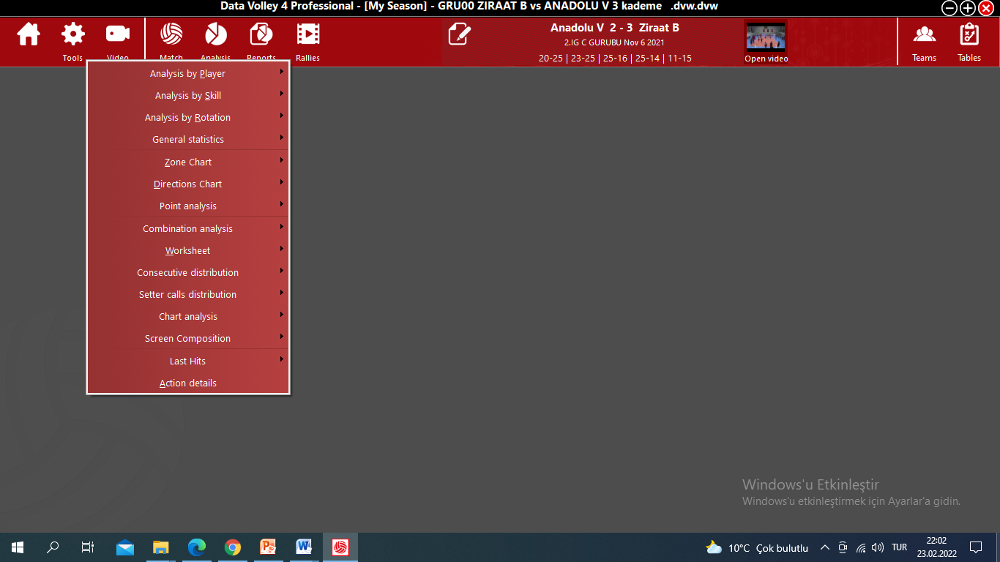 Data Volley 4 Professional - [My Season] - GRU00 ZIRAAT B vs ANADOLU V 3 kademe .dvw.dvw
Tools
Video
Match
Analysis
Reports
Rallies
Anadolu V 2 - 3 Ziraat B
2.IG C GURUBU Nov 6 2021
20-25 | 23-25 | 25-16 | 25-14 | 11-15
Open video
Teams
Tables
Analysis by Player
Analysis by Skill
Analysis by Rotation
General statistics
Zone Chart
Directions Chart
Point analysis
Combination analysis
Worksheet
Consecutive distribution
Setter calls distribution
Chart analysis
Screen Composition
Last Hits
Action details
Windows'u Etkinleştir
Windows'u etkinleştirmek için Ayarlar'a gidin.
10°C Çok bulutlu
TUR
22:02
23.02.2022